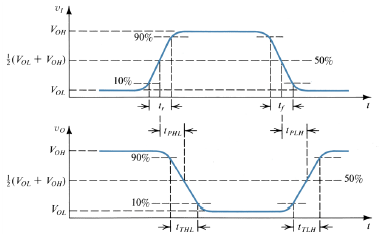 v_I
V_OH
90%
½(V_OL + V_OH)
50%
10%
V_OL
t_r
t_f
t
t_PHL
t_PLH
v_O
V_OH
90%
½(V_OL + V_OH)
50%
10%
V_OL
t_THL
t_TLH
t